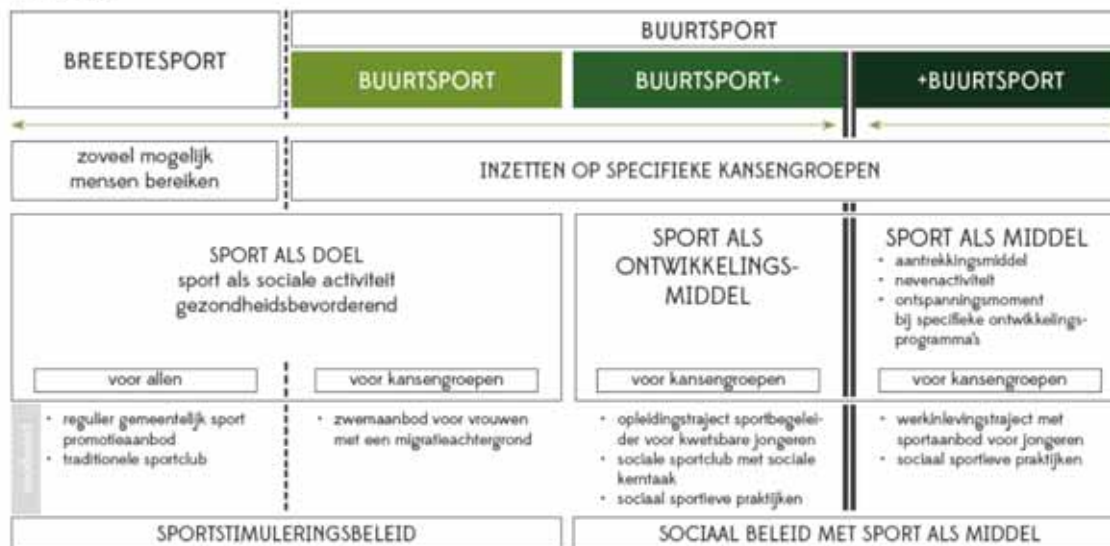 BREEDTESPORT
BUURTSPORT
BUURTSPORT
BUURTSPORT+
+BUURTSPORT
zoveel mogelijk
mensen bereiken
INZETTEN OP SPECIFIEKE KANSENGROEPEN
SPORT ALS DOEL
sport als sociale activiteit
gezondheidsbevorderend
voor allen
voor kansengroepen
SPORT ALS
ONTWIKKELINGS-
MIDDEL
voor kansengroepen
SPORT ALS MIDDEL
• aantrekkingsmiddel
• nevenactiviteit
• ontspanningsmoment
bij specifieke ontwikkelings-
programma's
voor kansengroepen
• regulier gemeentelijk sport
promotieaanbod
• traditionele sportclub
• zwemaanbod voor vrouwen
met een migratieachtergrond
• opleidingstraject sportbegelei-
der voor kwetsbare jongeren
• sociale sportclub met sociale
kerntaak
• sociaal sportieve praktijken
• werkinlevingstraject met
sportaanbod voor jongeren
• sociaal sportieve praktijken
SPORTSTIMULERINGSBELEID
SOCIAAL BELEID MET SPORT ALS MIDDEL